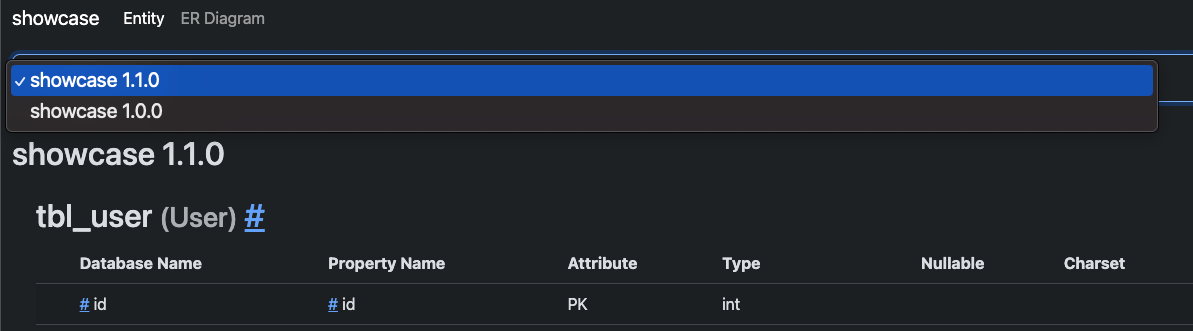 showcase Entity ER Diagram
✓ showcase 1.1.0
showcase 1.0.0
showcase 1.1.0
tbl_user (User) #
Database Name Property Name Attribute Type Nullable Charset
# id # id PK int